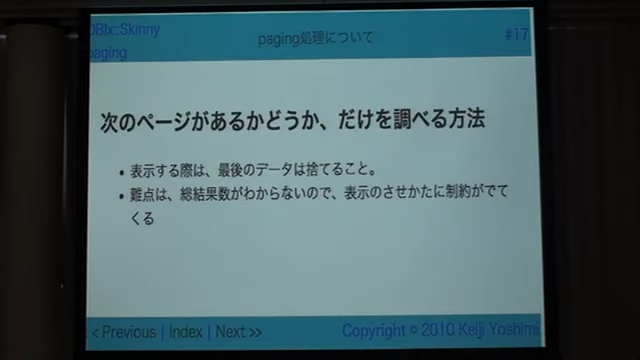 DBIx::Skinny
paging
paging処理について
#17
次のページがあるかどうか、だけを調べる方法
• 表示する際は、最後のデータは捨てること。
• 難点は、総結果数がわからないので、表示のさせかたに制約がでて
くる
< Previous | Index | Next >>
Copyright © 2010 Keiji Yoshimi